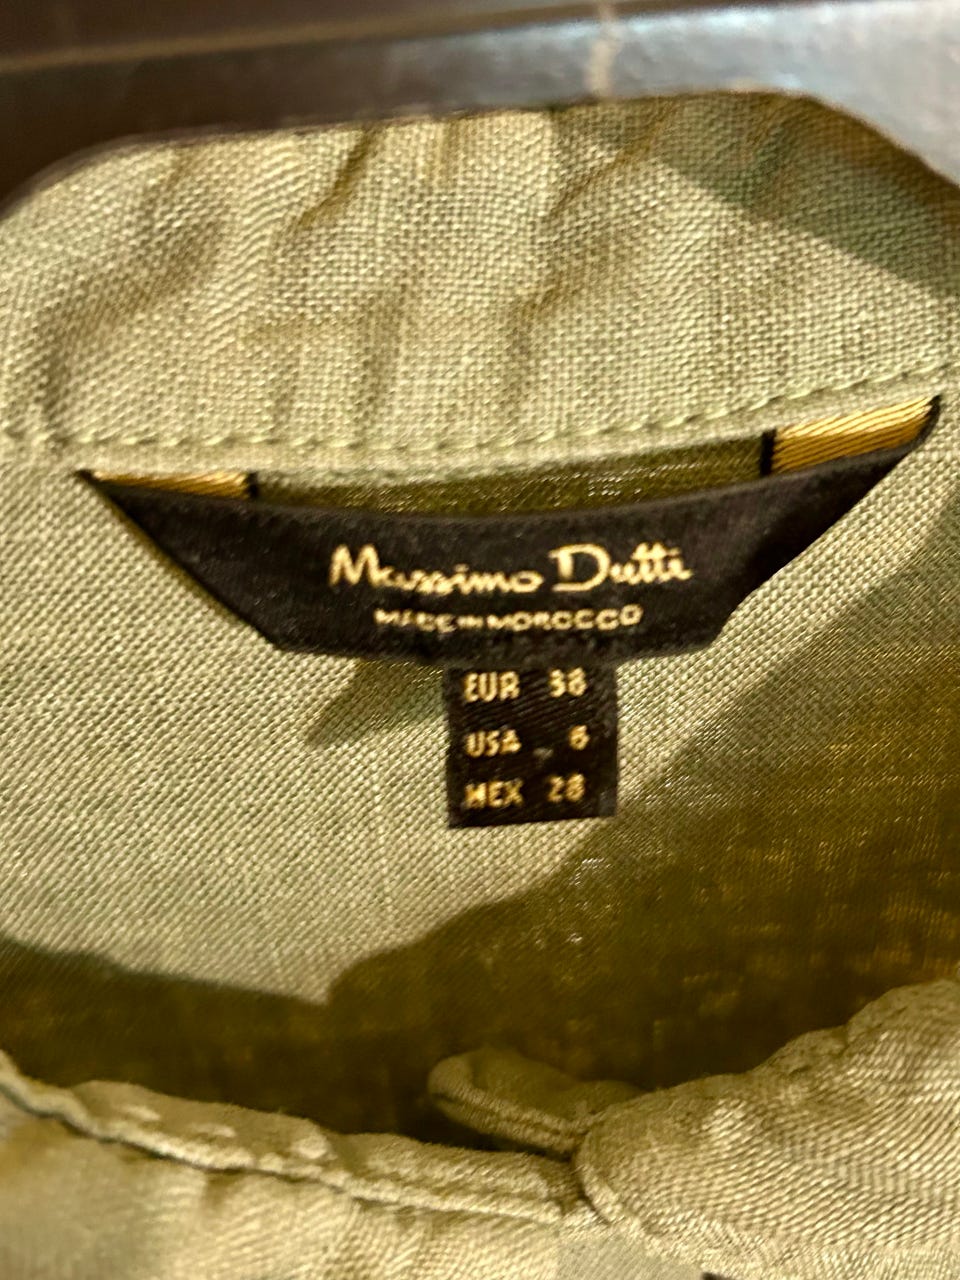 Massimo Dutti
MADE IN MOROCCO
EUR 38
USA 6
MEX 28